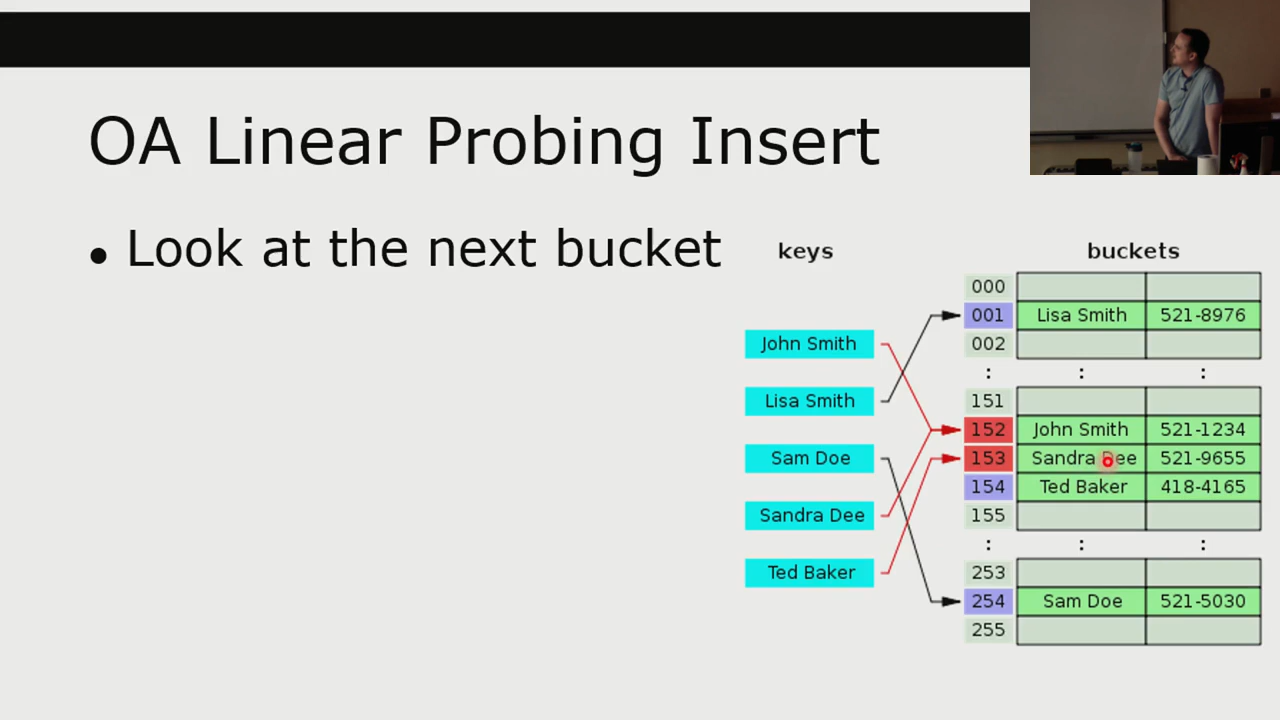 OA Linear Probing Insert
• Look at the next bucket
keys
buckets
000
001 Lisa Smith 521-8976
002
:
:
:
151
152 John Smith 521-1234
153 Sandra Dee 521-9655
154 Ted Baker 418-4165
155
:
:
:
253
254 Sam Doe 521-5030
255
John Smith
Lisa Smith
Sam Doe
Sandra Dee
Ted Baker